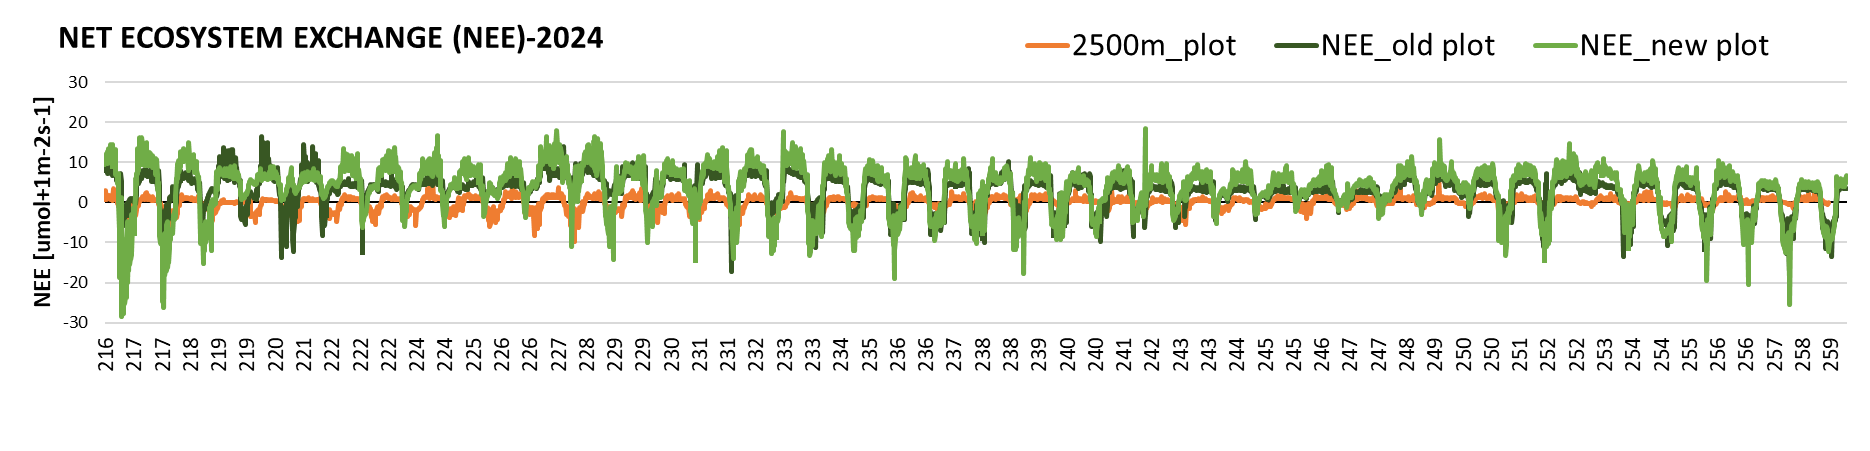 NET ECOSYSTEM EXCHANGE (NEE)-2024
2500m_plot NEE_old plot NEE_new plot
NEE [umol+1m-2s-1]
30
20
10
0
-10
-20
-30
216 217 217 218 219 219 220 221 222 222 222 224 224 225 226 226 227 228 229 229 230 231 231 232 233 233 234 235 236 236 237 238 238 239 240 240 241 242 243 243 244 245 245 246 247 247 248 249 250 250 251 252 252 253 254 254 255 256 256 257 258 259